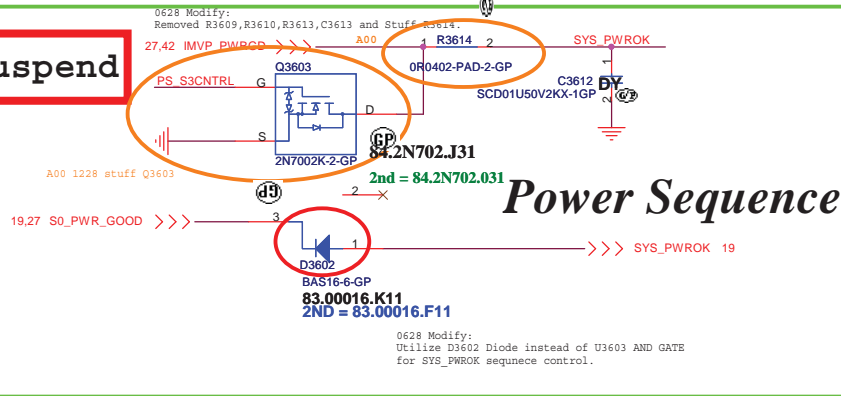 0628 Modify:
Removed R3609,R3610,R3613,C3613 and Stuff R3614.
uspend
27,42 IMVP_PWRGD
A00
1
R3614
2
SYS_PWROK
0R0402-PAD-2-GP
Q3603
PS_S3CNTRL
G
D
S
2N7002K-2-GP
GP
84.2N702.J31
2nd = 84.2N702.031
C3612
DY
1
2
SCD01U50V2KX-1GP
A00 1228 stuff Q3603
GP
2
Power Sequence
19,27 S0_PWR_GOOD
3
1
SYS_PWROK 19
D3602
BAS16-6-GP
83.00016.K11
2ND = 83.00016.F11
0628 Modify:
Utilize D3602 Diode instead of U3603 AND GATE
for SYS_PWROK sequnece control.